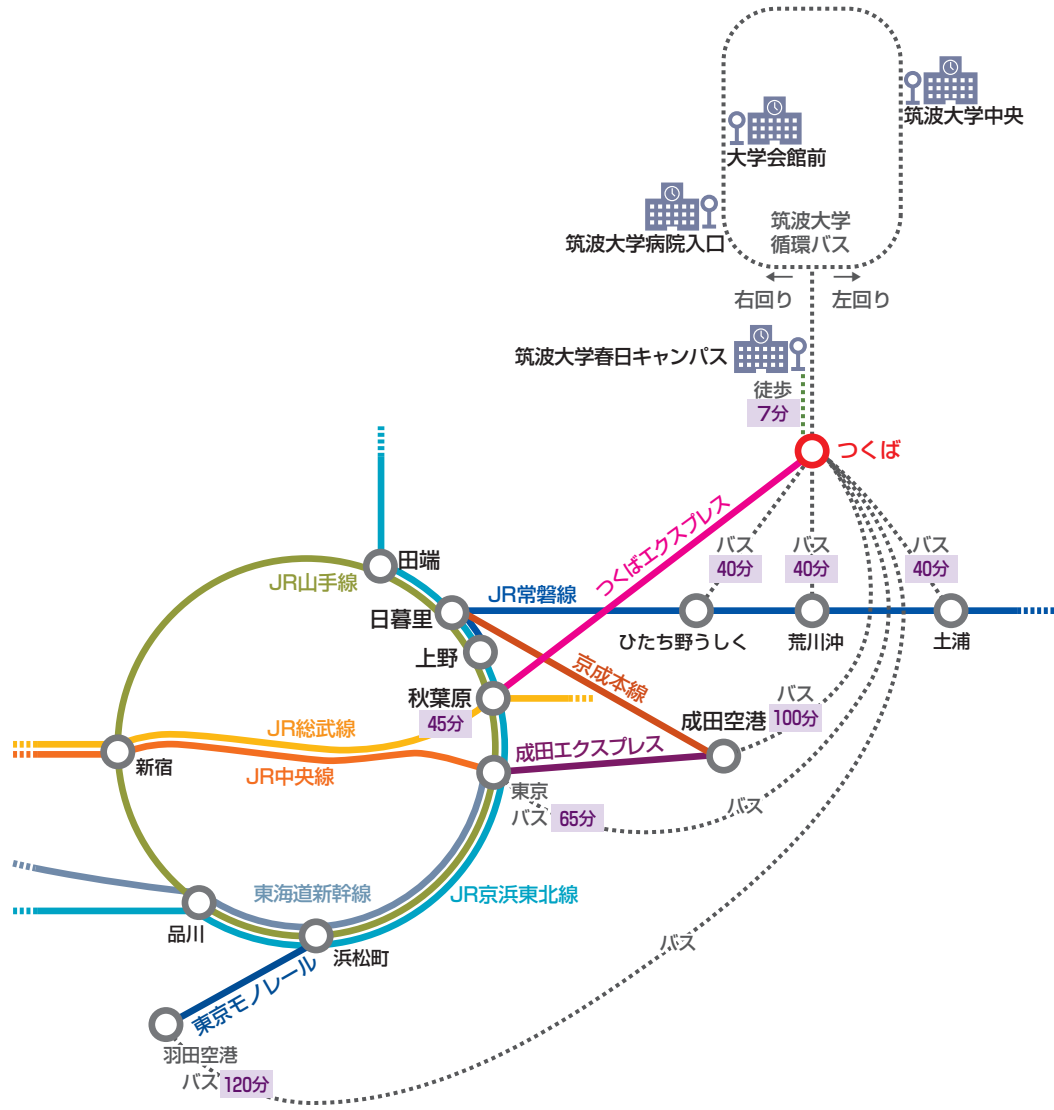 筑波大学中央
大学会館前
筑波大学病院入口
筑波大学
循環バス
右回り
左回り
筑波大学春日キャンパス
徒歩
7分
つくば
つくばエクスプレス
バス
40分
バス
40分
バス
40分
田端
JR山手線
日暮里
JR常磐線
ひたち野うしく
荒川沖
土浦
上野
京成本線
秋葉原
45分
バス
100分
成田空港
JR総武線
成田エクスプレス
新宿
JR中央線
東京
バス
65分
バス
東海道新幹線
JR京浜東北線
品川
浜松町
バス
東京モノレール
羽田空港
バス
120分